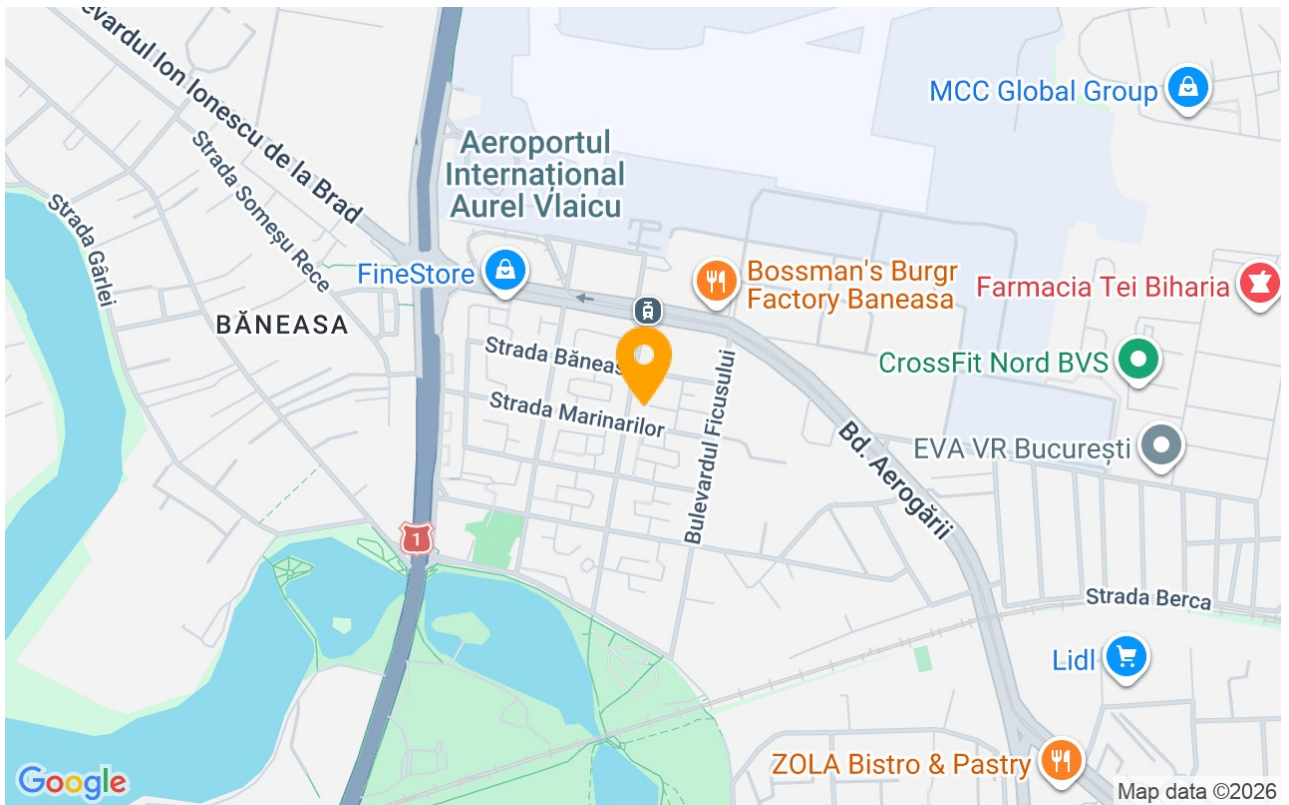 evardul Ion Ionescu de la Brad
MCC Global Group
Aeroportul
Internațional
Aurel Vlaicu
Strada Someșu Rece
Strada Gârlei
FineStore
Bossman's Burgr
Factory Baneasa
Farmacia Tei Biharia
BĂNEASA
Strada Băneas
CrossFit Nord BVS
Strada Marinarilor
Bulevardul Ficusului
Bd. Aerogării
EVA VR București
1
Strada Berca
Lidl
ZOLA Bistro & Pastry
Google
Map data ©2026